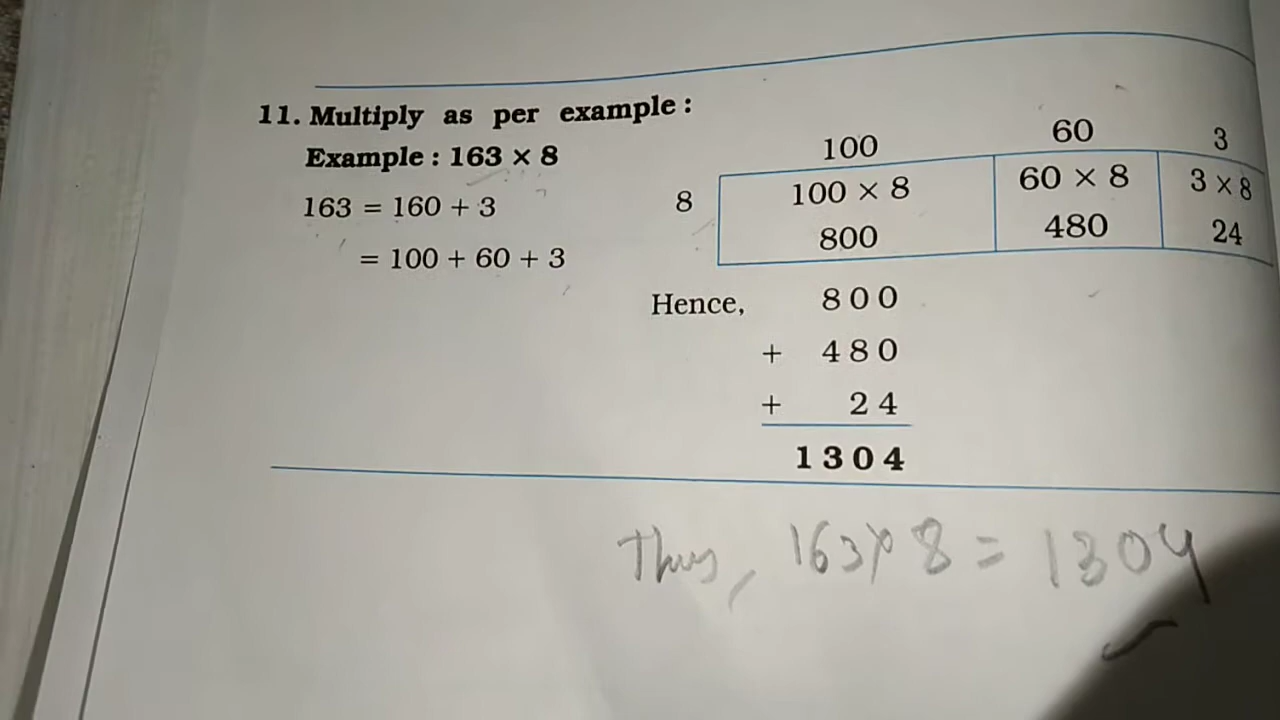 11. Multiply as per example :
Example : 163 × 8
163 = 160 + 3
= 100 + 60 + 3
100 60 3
8 100 × 8 60 × 8 3 × 8
800 480 24
Hence, 800
+ 480
+ 24
1304
Thus, 163 × 8 = 1304